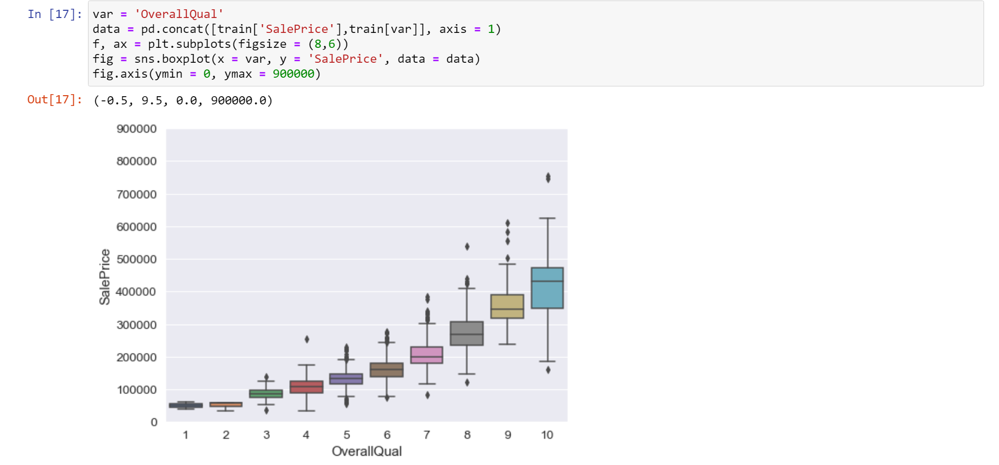 In [17]: var = 'OverallQual'
data = pd.concat([train['SalePrice'],train[var]], axis = 1)
f, ax = plt.subplots(figsize = (8,6))
fig = sns.boxplot(x = var, y = 'SalePrice', data = data)
fig.axis(ymin = 0, ymax = 900000)
Out[17]: (-0.5, 9.5, 0.0, 900000.0)
900000
800000
700000
600000
500000
400000
300000
200000
100000
0
SalePrice
1 2 3 4 5 6 7 8 9 10
OverallQual